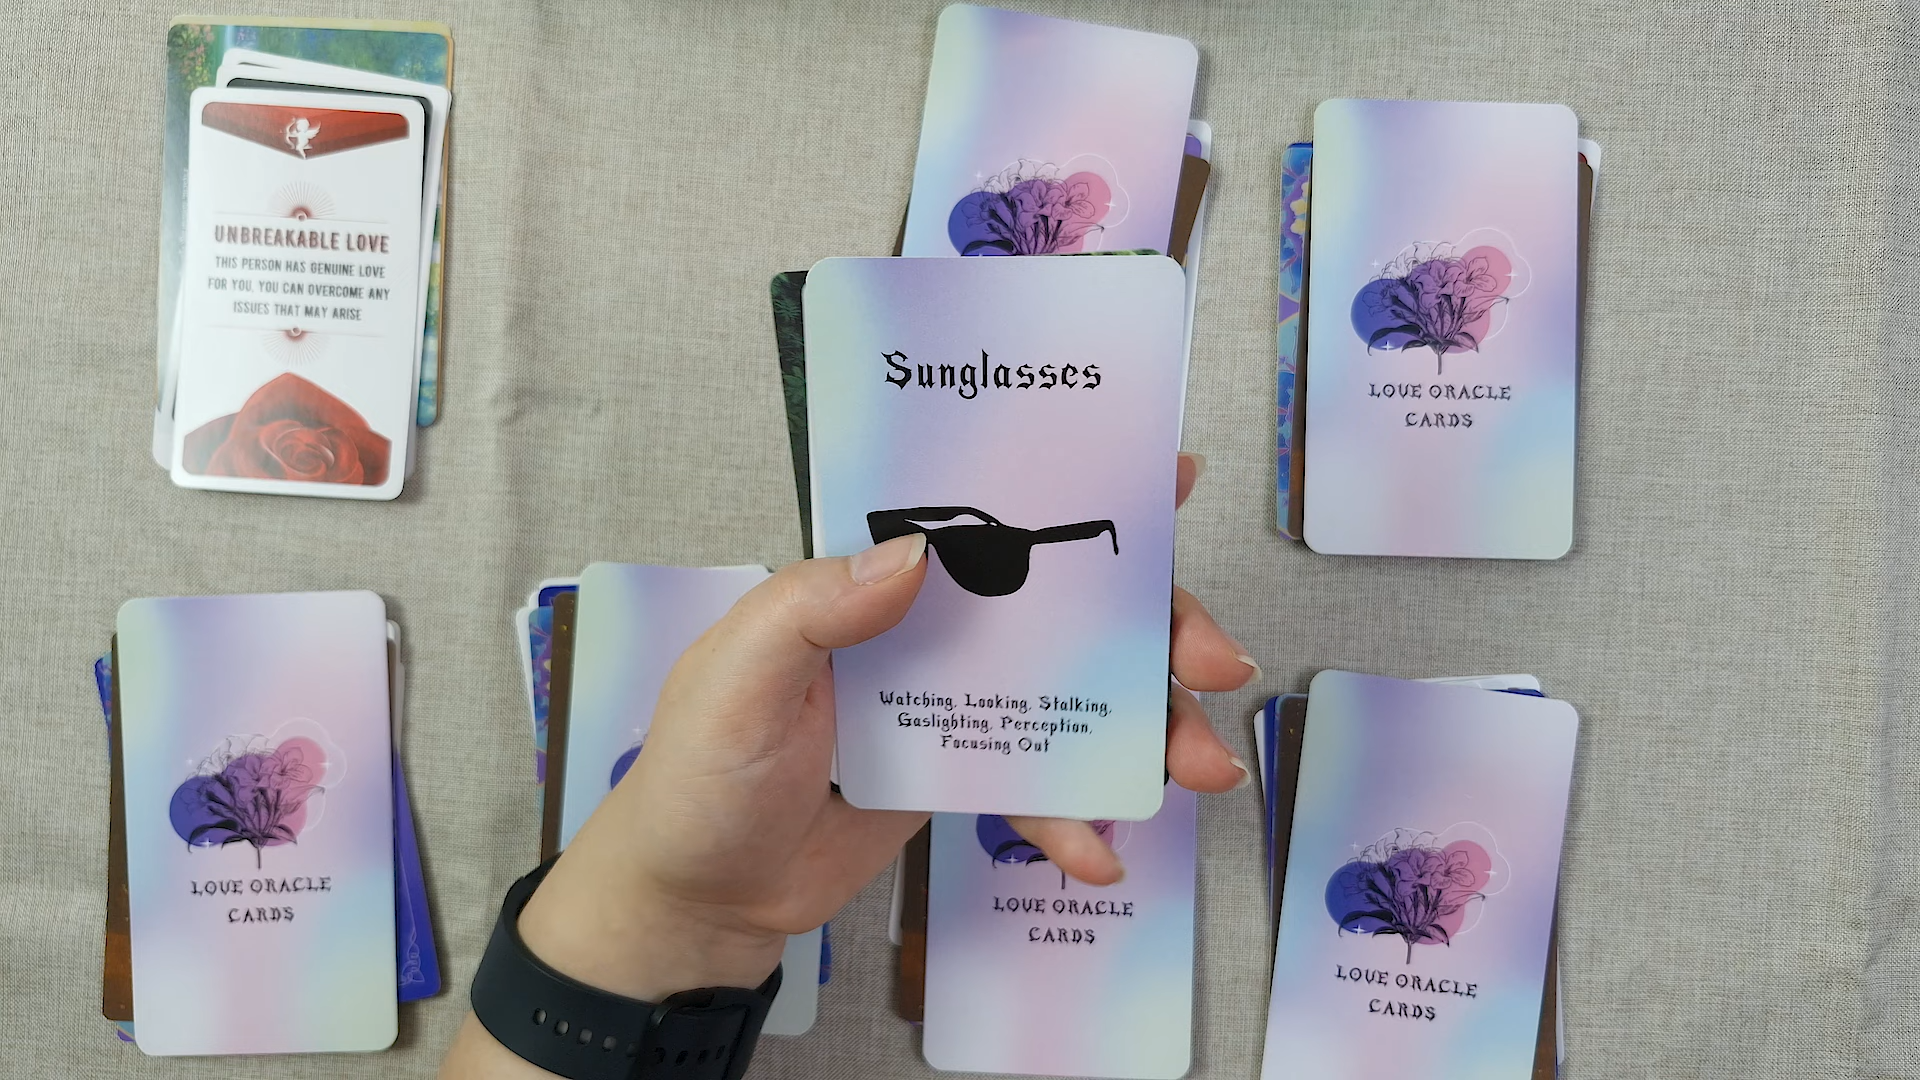 UNBREAKABLE LOVE
THIS PERSON HAS GENUINE LOVE
FOR YOU, YOU CAN OVERCOME ANY
ISSUES THAT MAY ARISE
Sunglasses
Watching, Looking, Stalking,
Gaslighting, Perception,
Focusing Out
LOVE ORACLE
CARDS
LOVE ORACLE
CARDS
LOVE ORACLE
CARDS
LOVE ORACLE
CARDS